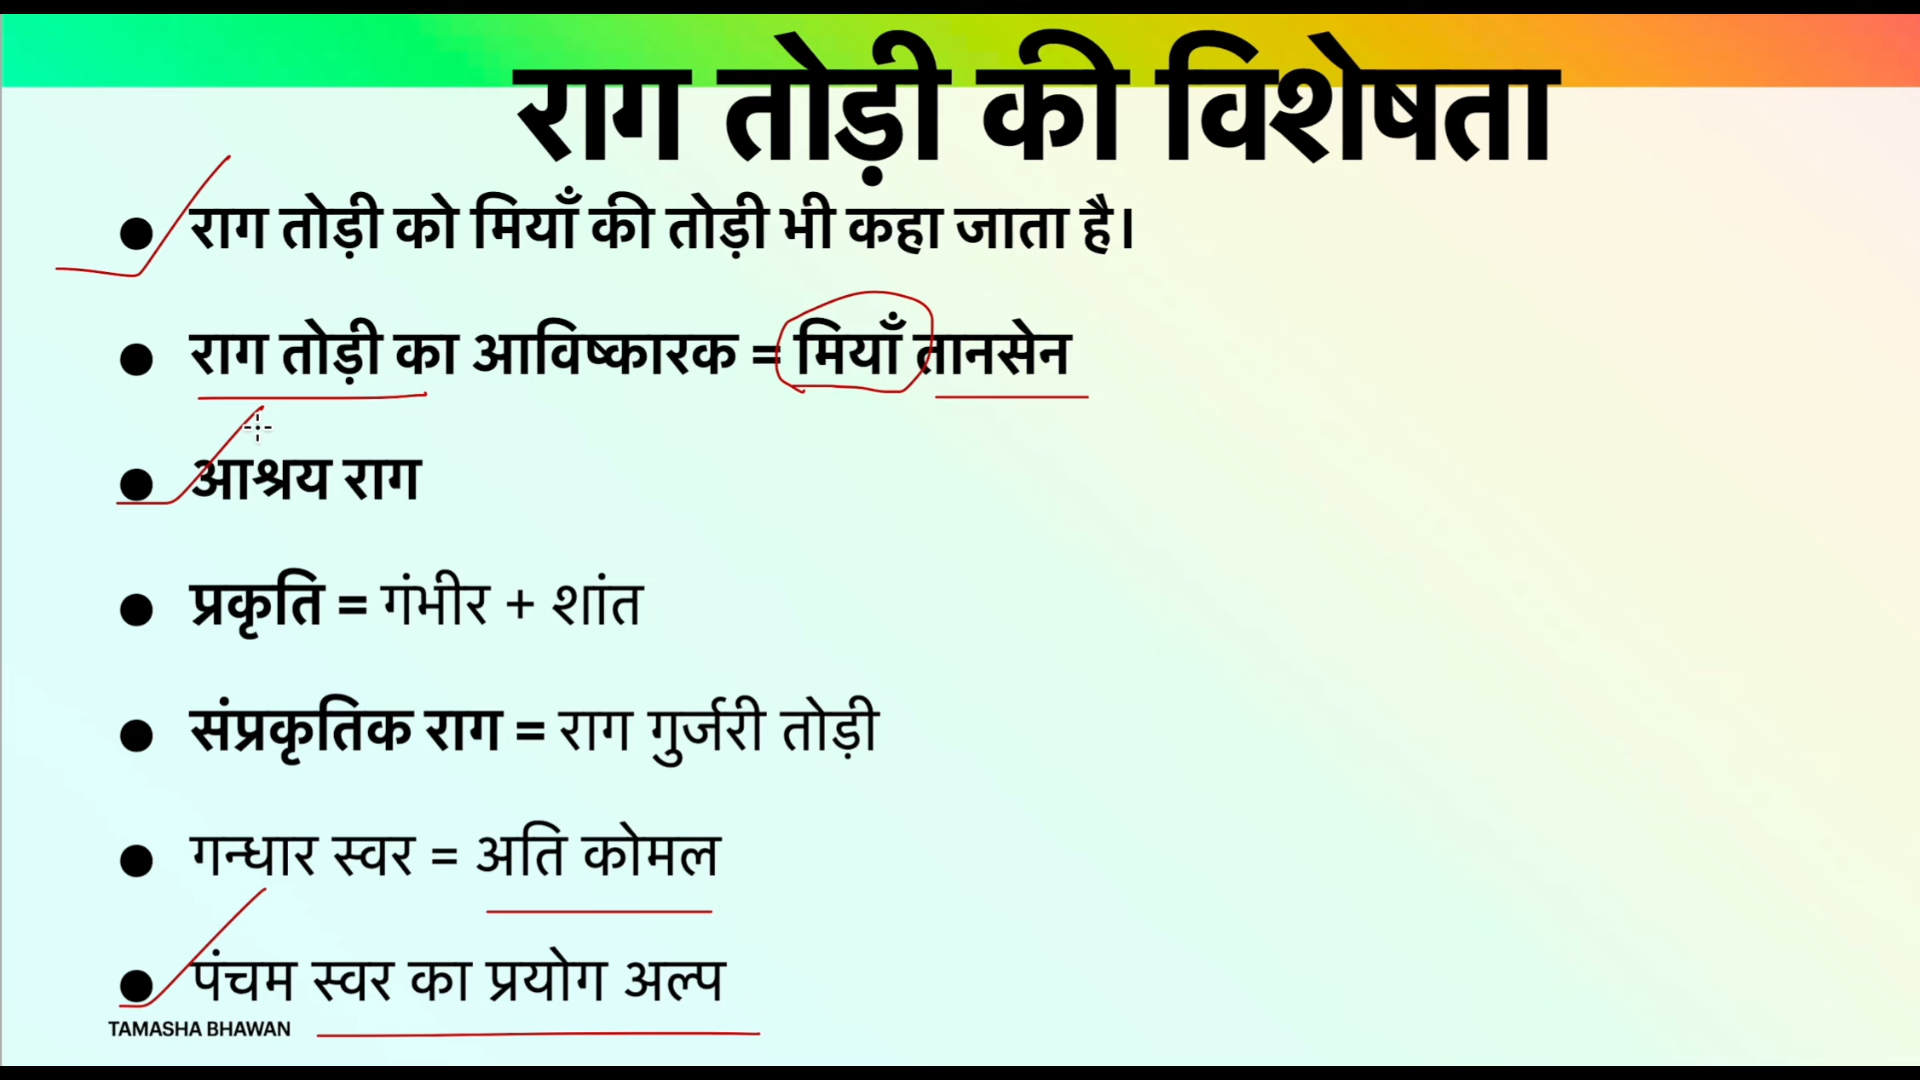 राग तोड़ी की विशेषता
राग तोड़ी को मियाँ की तोड़ी भी कहा जाता है।
राग तोड़ी का आविष्कारक = मियाँ तानसेन
आश्रय राग
प्रकृति = गंभीर + शांत
संप्रकृतिक राग = राग गुर्जरी तोड़ी
गन्धार स्वर = अति कोमल
पंचम स्वर का प्रयोग अल्प
TAMASHA BHAWAN